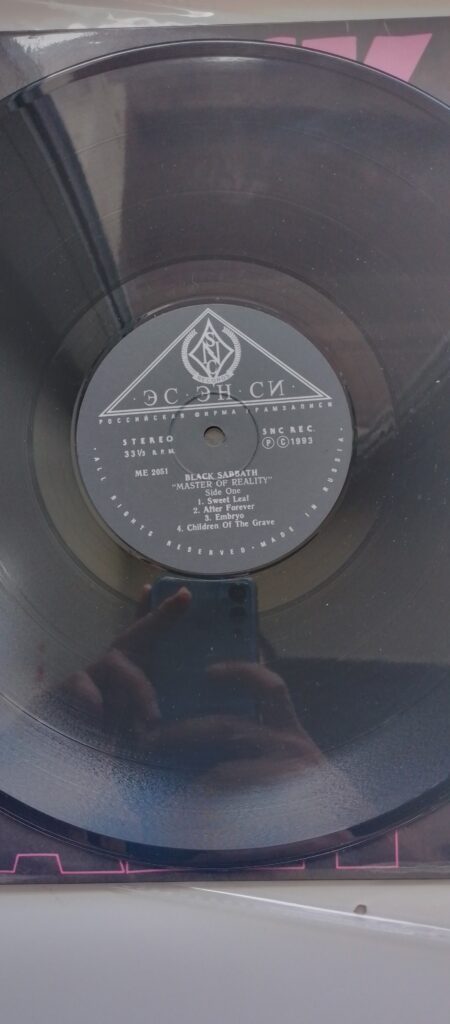 SNC
RECORDS
· ЭС · ЭН · СИ ·
РОССИЙСКАЯ ФИРМА ГРАМЗАПИСИ
STEREO
33⅓ R.P.M.
SNC REC.
Ⓟ Ⓒ 1993
ME 2051
BLACK SABBATH
"MASTER OF REALITY"
Side One
1. Sweet Leaf
2. After Forever
3. Embryo
4. Children Of The Grave
· ALL RIGHTS RESERVED · MADE IN RUSSIA ·